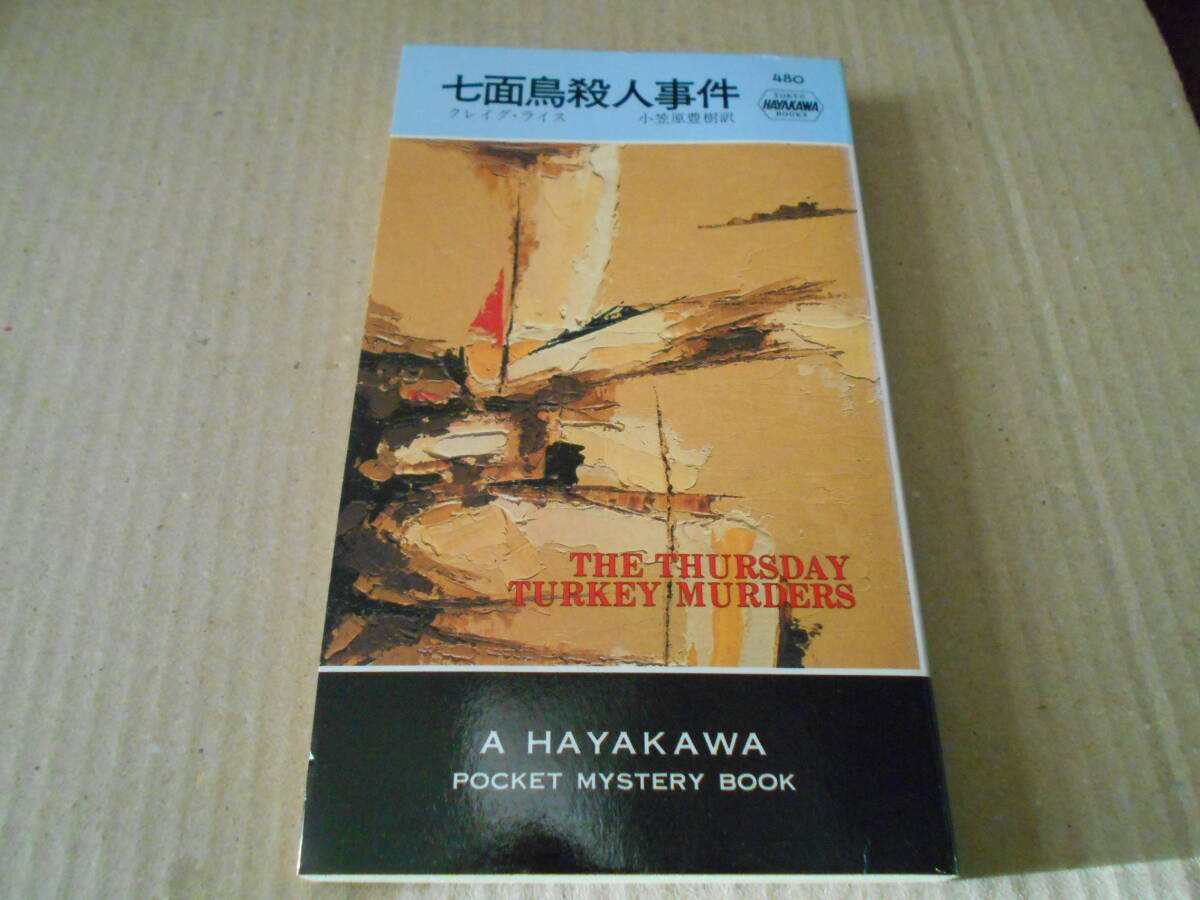 七面鳥殺人事件
480
クレイグ・ライス 小笠原豊樹訳
TOKYO
HAYAKAWA
BOOKS
THE THURSDAY
TURKEY MURDERS
A HAYAKAWA
POCKET MYSTERY BOOK